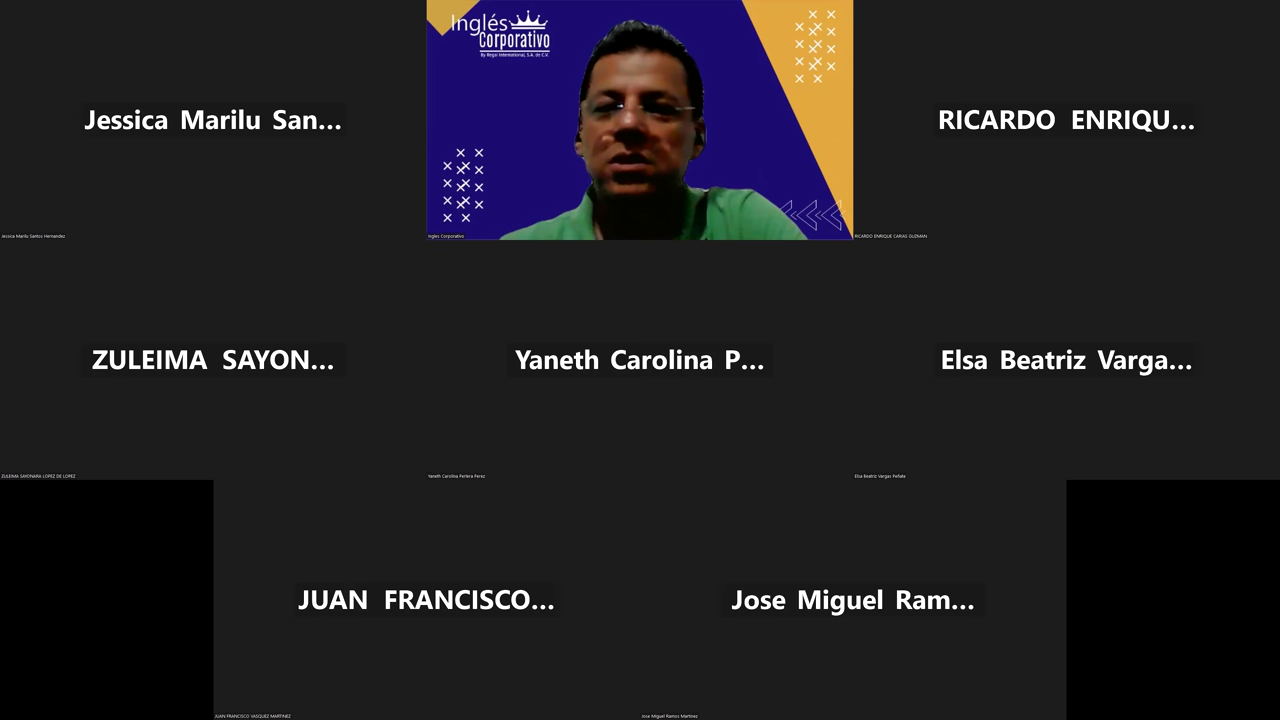 Jessica Marilu San...
Jessica Marilu Santos Hernandez
Inglés
Corporativo
By Regal International, S.A. de C.V.
Inglés Corporativo
RICARDO ENRIQU...
RICARDO ENRIQUE CARIAS GUZMAN
ZULEIMA SAYON...
ZULEIMA SAYONARA LOPEZ DE LOPEZ
Yaneth Carolina P...
Yaneth Carolina Perlera Perez
Elsa Beatriz Varga...
Elsa Beatriz Vargas Peñate
JUAN FRANCISCO...
JUAN FRANCISCO VASQUEZ MARTINEZ
Jose Miguel Ram...
Jose Miguel Ramos Martinez